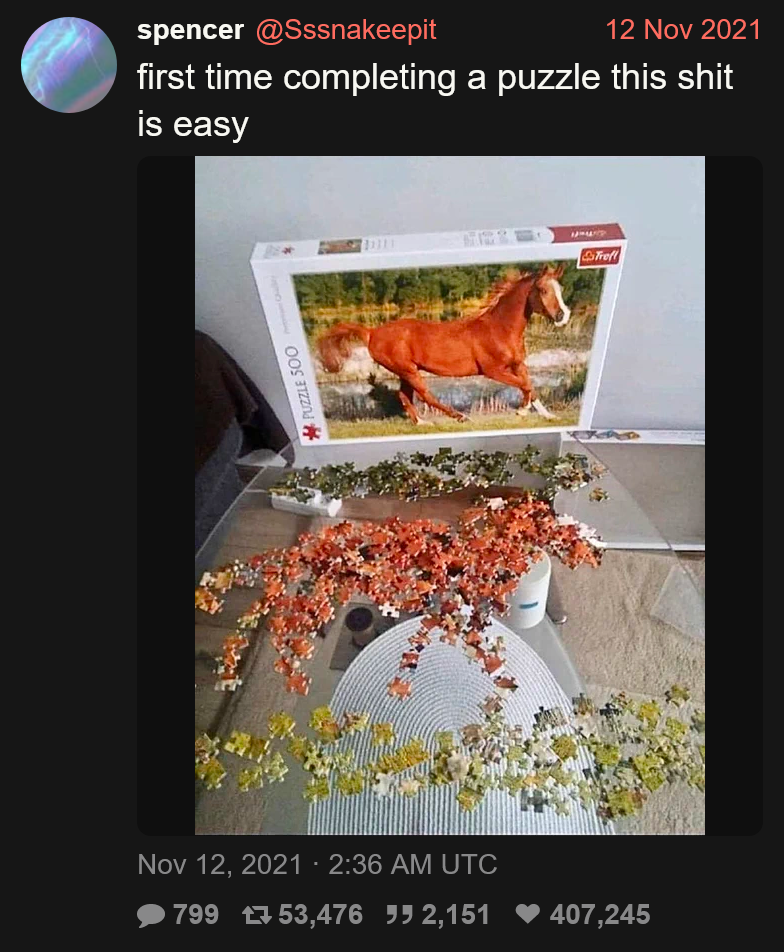 spencer @Sssnakeepit 12 Nov 2021
first time completing a puzzle this shit
is easy
Trefl
Trefl
PUZZLE 500
Nov 12, 2021 · 2:36 AM UTC
799 53,476 2,151 407,245